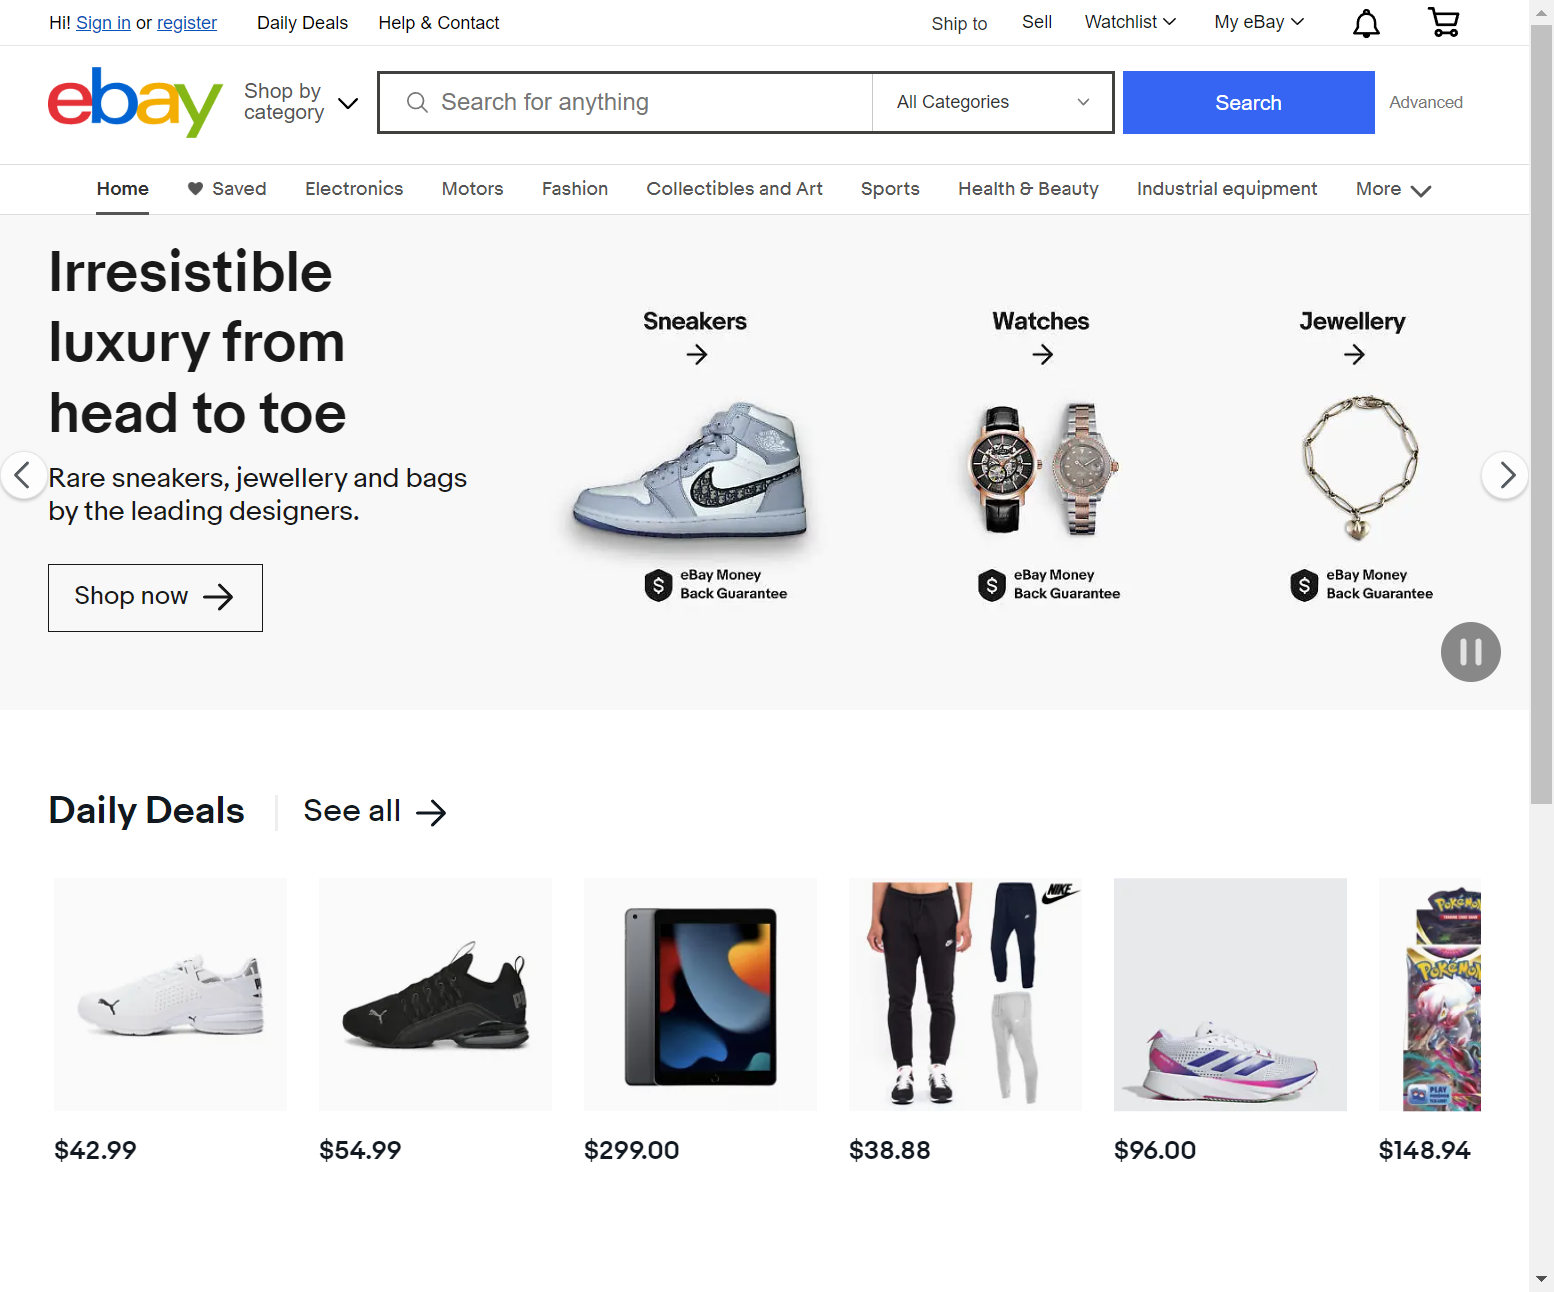 Hi! Sign in or register
Daily Deals
Help & Contact
Ship to
Sell
Watchlist
My eBay
ebay
Shop by
category
Search for anything
All Categories
Search
Advanced
Home
Saved
Electronics
Motors
Fashion
Collectibles and Art
Sports
Health & Beauty
Industrial equipment
More
Irresistible
luxury from
head to toe
Rare sneakers, jewellery and bags
by the leading designers.
Shop now
Sneakers
Watches
Jewellery
$ eBay Money
Back Guarantee
$ eBay Money
Back Guarantee
$ eBay Money
Back Guarantee
Daily Deals
See all
NIKE
PLAY
$42.99
$54.99
$299.00
$38.88
$96.00
$148.94